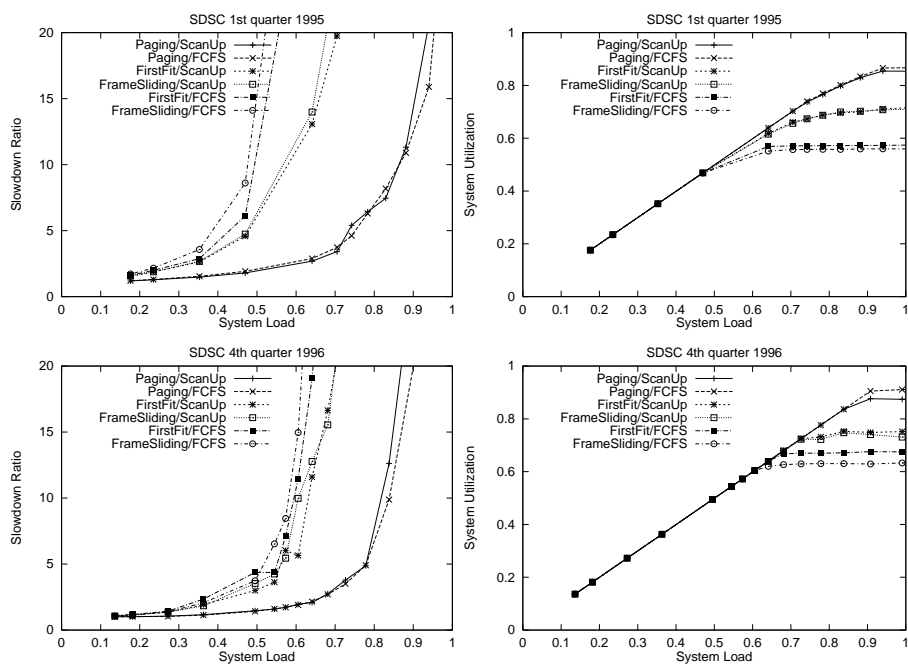 SDSC 1st quarter 1995
Slowdown Ratio
20
15
10
5
0
Paging/ScanUp
Paging/FCFS
FirstFit/ScanUp
FrameSliding/ScanUp
FirstFit/FCFS
FrameSliding/FCFS
0 0.1 0.2 0.3 0.4 0.5 0.6 0.7 0.8 0.9 1
System Load
SDSC 1st quarter 1995
System Utilization
1
0.8
0.6
0.4
0.2
0
Paging/ScanUp
Paging/FCFS
FirstFit/ScanUp
FrameSliding/ScanUp
FirstFit/FCFS
FrameSliding/FCFS
0 0.1 0.2 0.3 0.4 0.5 0.6 0.7 0.8 0.9 1
System Load
SDSC 4th quarter 1996
Slowdown Ratio
20
15
10
5
0
Paging/ScanUp
Paging/FCFS
FirstFit/ScanUp
FrameSliding/ScanUp
FirstFit/FCFS
FrameSliding/FCFS
0 0.1 0.2 0.3 0.4 0.5 0.6 0.7 0.8 0.9 1
System Load
SDSC 4th quarter 1996
System Utilization
1
0.8
0.6
0.4
0.2
0
Paging/ScanUp
Paging/FCFS
FirstFit/ScanUp
FrameSliding/ScanUp
FirstFit/FCFS
FrameSliding/FCFS
0 0.1 0.2 0.3 0.4 0.5 0.6 0.7 0.8 0.9 1
System Load